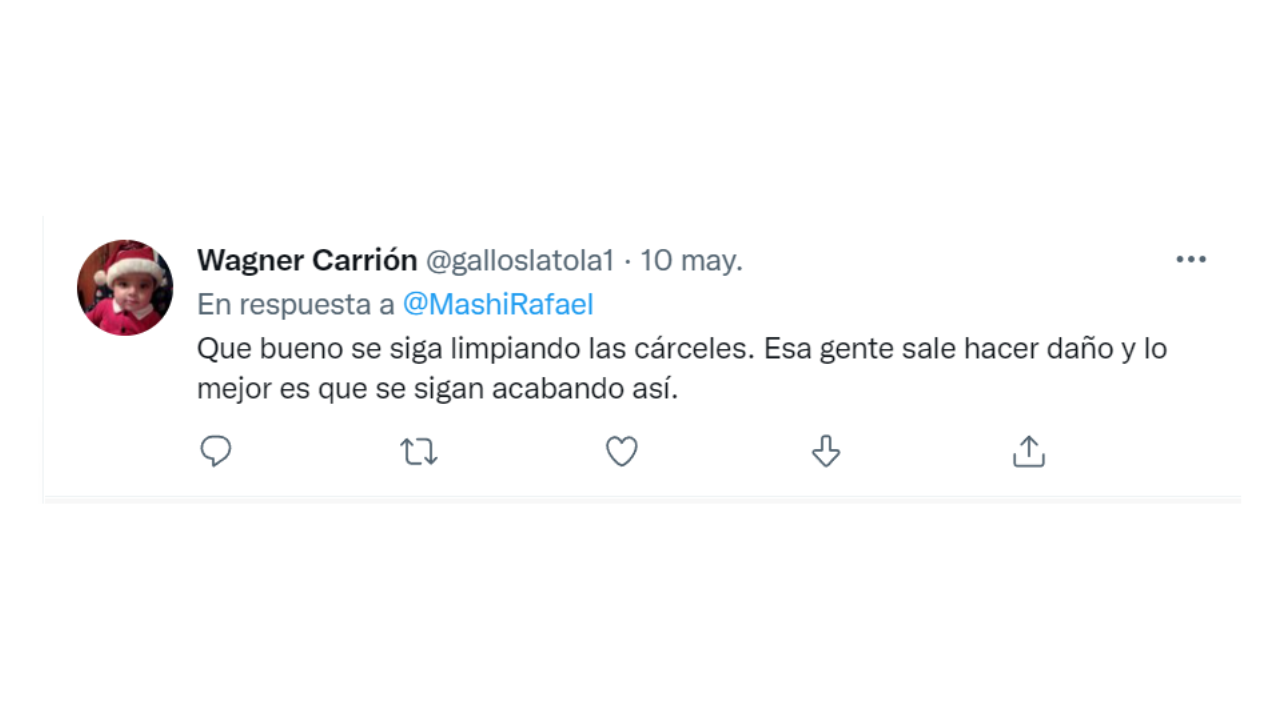 Wagner Carrión @galloslatola1 · 10 may.
En respuesta a @MashiRafael
Que bueno se siga limpiando las cárceles. Esa gente sale hacer daño y lo
mejor es que se sigan acabando así.